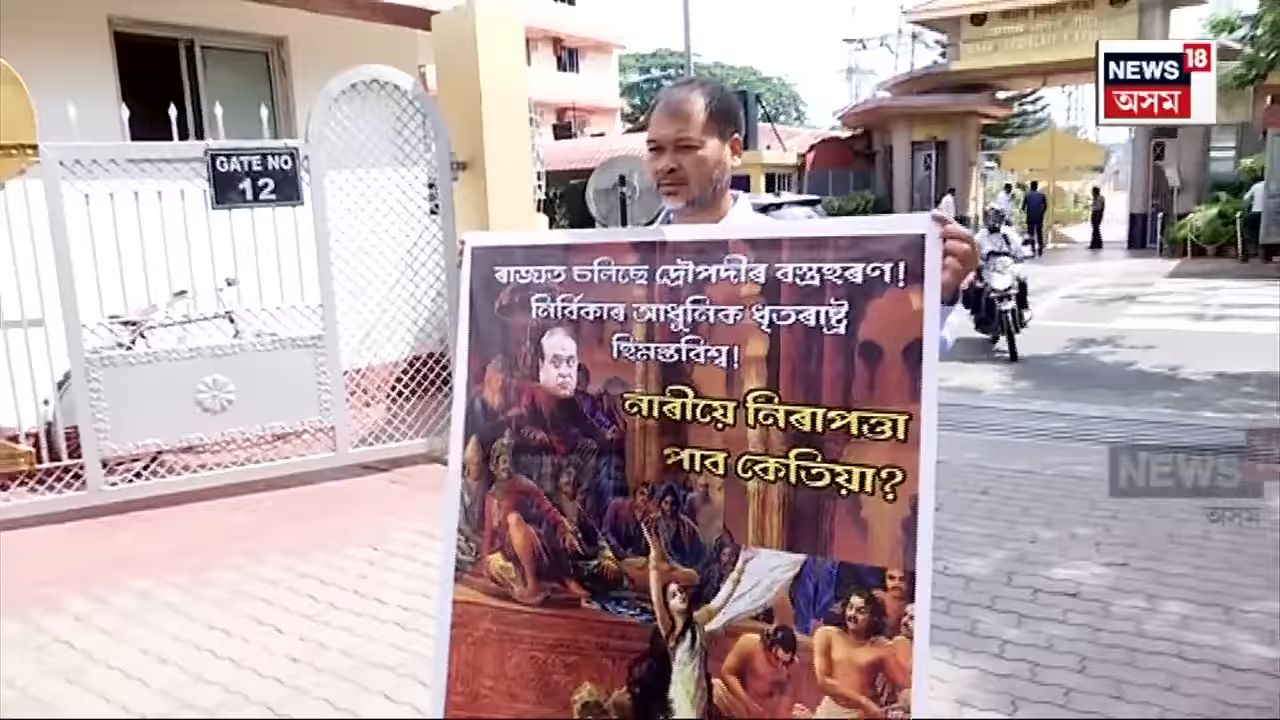 NEWS 18
অসম
GATE NO
12
ৰাজ্যত চলিছে দ্ৰৌপদীৰ বস্ত্ৰহৰণ!
নিৰ্বিকাৰ আধুনিক ধৃতৰাষ্ট্ৰ
হিমন্তবিশ্ব!
নাৰীয়ে নিৰাপত্তা
পাব কেতিয়া?
NEWS
অসম